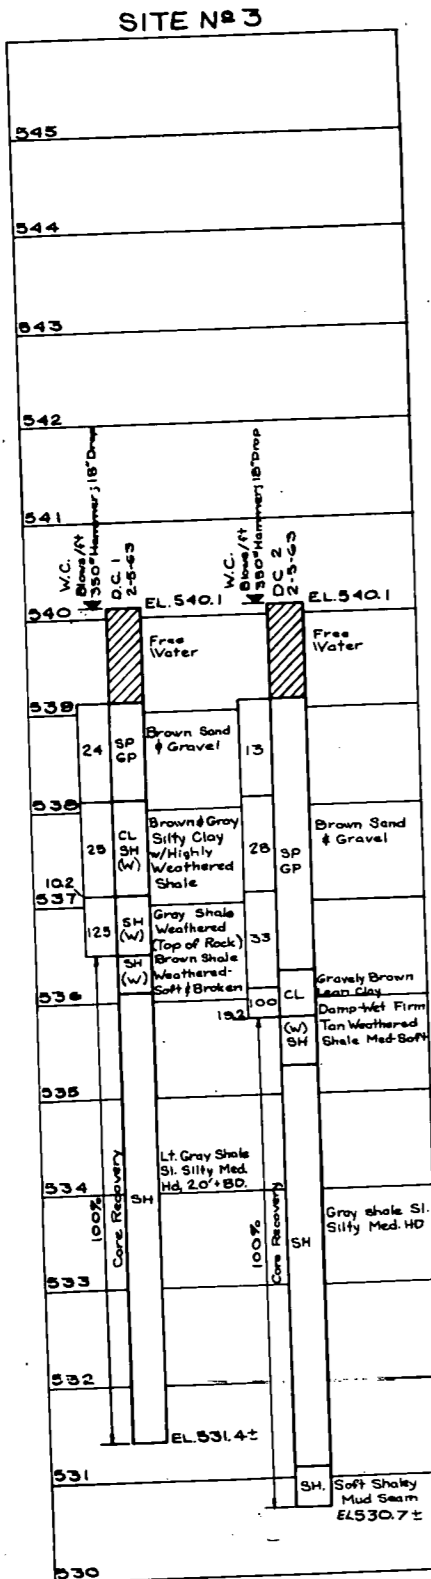 SITE Nº 3
545
544
543
542
541
540
539
538
537
536
535
534
533
532
531
530
W.C.
Blows/ft
350# Hammer; 18" Drop
D.C. 1
2-5-63
EL. 540.1
Free
Water
24
SP
GP
Brown Sand
& Gravel
25
CL
SH
(W)
Brown & Gray
Silty Clay
w/Highly
Weathered
Shale
10.2
125
SH
(W)
Gray Shale
Weathered
(Top of Rock)
SH
(W)
Brown Shale
Weathered-
Soft & Broken
100%
Core Recovery
SH
Lt. Gray Shale
Sl. Silty Med.
Hd, 20'+BD.
EL. 531.4±
W.C.
Blows/ft
350# Hammer; 18" Drop
D.C. 2
2-5-63
EL. 540.1
Free
Water
13
28
33
100
19.2
SP
GP
Brown Sand
& Gravel
CL
Gravely Brown
Lean Clay
Damp-Wet Firm
(W)
SH
Tan Weathered
Shale Med-Soft
100%
Core Recovery
SH
Gray shale Sl.
Silty Med. HD
SH.
Soft Shaley
Mud Seam
EL530.7±